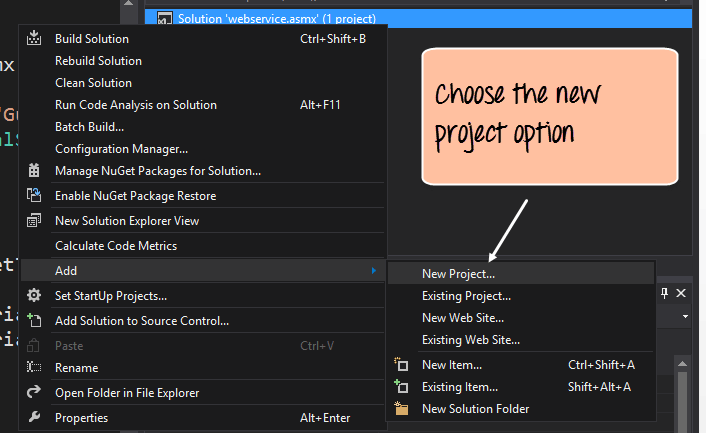 Solution 'webservice.asmx' (1 project)
Build Solution Ctrl+Shift+B
Rebuild Solution
Clean Solution
Run Code Analysis on Solution Alt+F11
Batch Build...
Configuration Manager...
Manage NuGet Packages for Solution...
Enable NuGet Package Restore
New Solution Explorer View
Calculate Code Metrics
Add
Set StartUp Projects...
Add Solution to Source Control...
Paste Ctrl+V
Rename
Open Folder in File Explorer
Properties Alt+Enter
Choose the new
project option
New Project...
Existing Project...
New Web Site...
Existing Web Site...
New Item... Ctrl+Shift+A
Existing Item... Shift+Alt+A
New Solution Folder